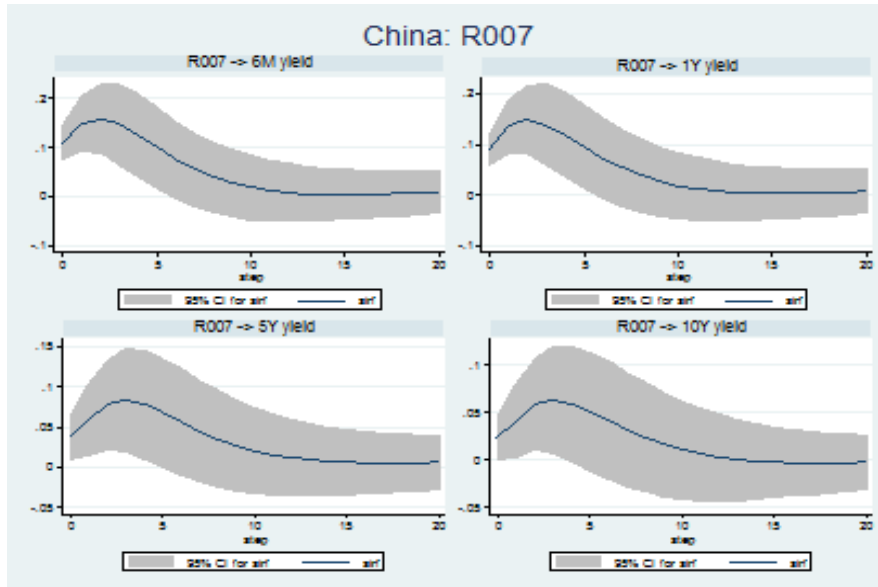 China: R007
R007 -> 6M yield
.2
.1
0
-.1
0 5 10 15 20
step
95% CI for sirf sirf
R007 -> 1Y yield
.2
.1
0
-.1
0 5 10 15 20
step
95% CI for sirf sirf
R007 -> 5Y yield
.15
.1
.05
0
-.05
0 5 10 15 20
step
95% CI for sirf sirf
R007 -> 10Y yield
.1
.05
0
-.05
0 5 10 15 20
step
95% CI for sirf sirf